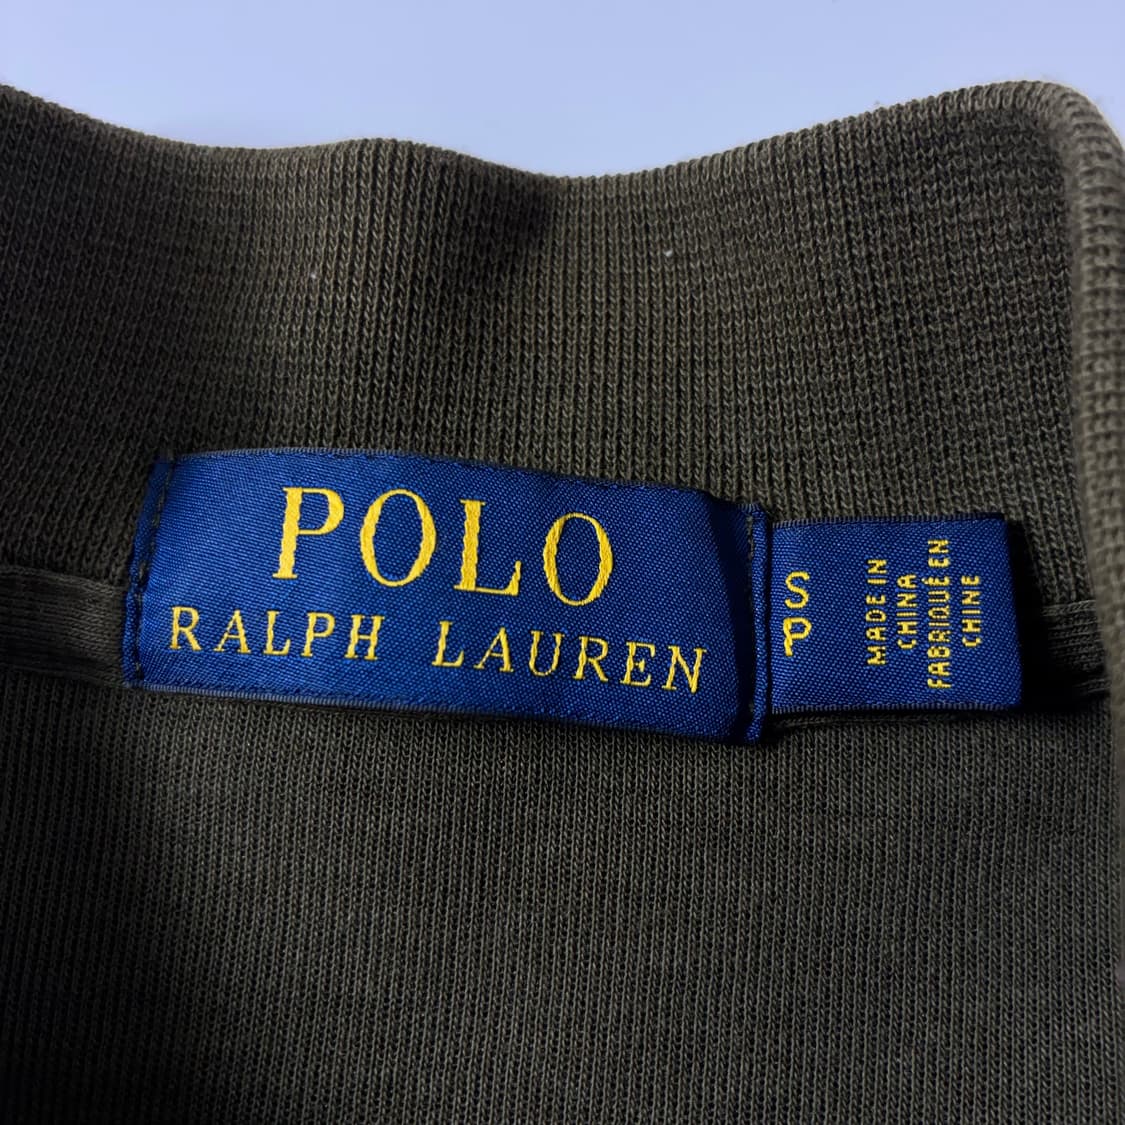 POLO
RALPH LAUREN
S
P
MADE IN
CHINA
FABRIQUÉ EN
CHINE